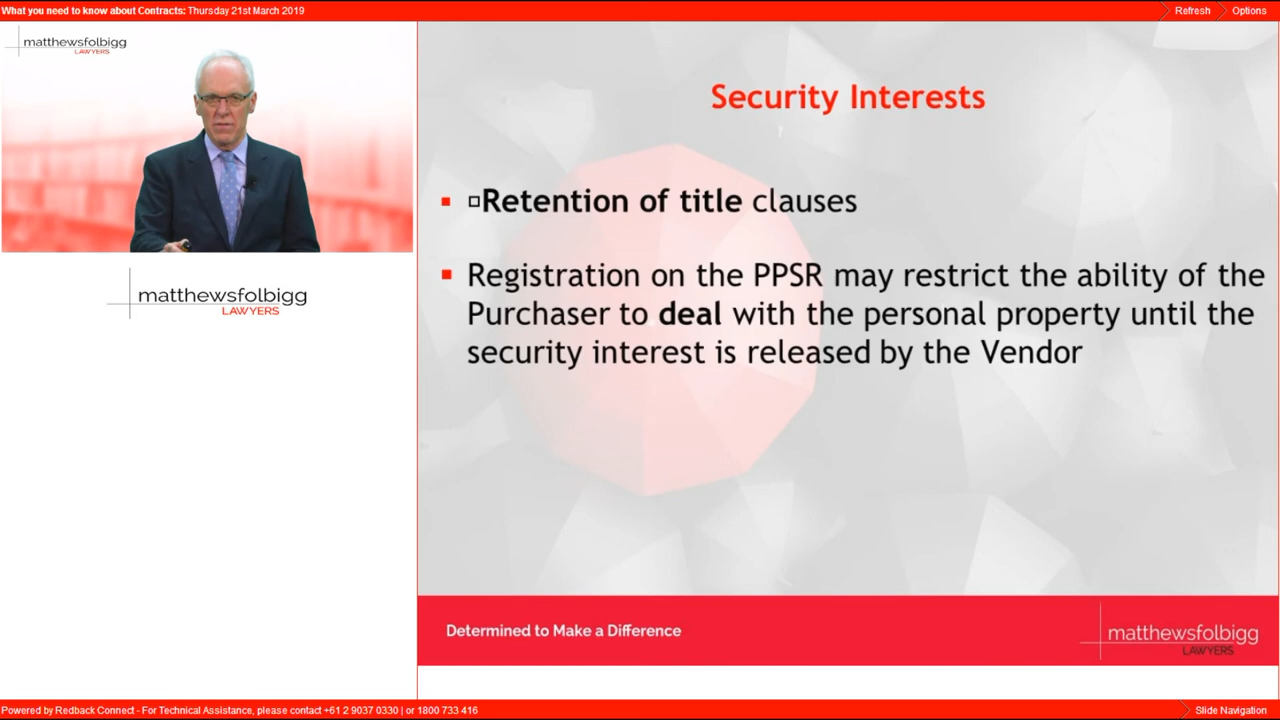 What you need to know about Contracts: Thursday 21st March 2019
Refresh
Options
matthewsfolbigg
LAWYERS
matthewsfolbigg
LAWYERS
Security Interests
Retention of title clauses
Registration on the PPSR may restrict the ability of the
Purchaser to deal with the personal property until the
security interest is released by the Vendor
Determined to Make a Difference
matthewsfolbigg
LAWYERS
Powered by Redback Connect - For Technical Assistance, please contact +61 2 9037 0330 | or 1800 733 416
Slide Navigation